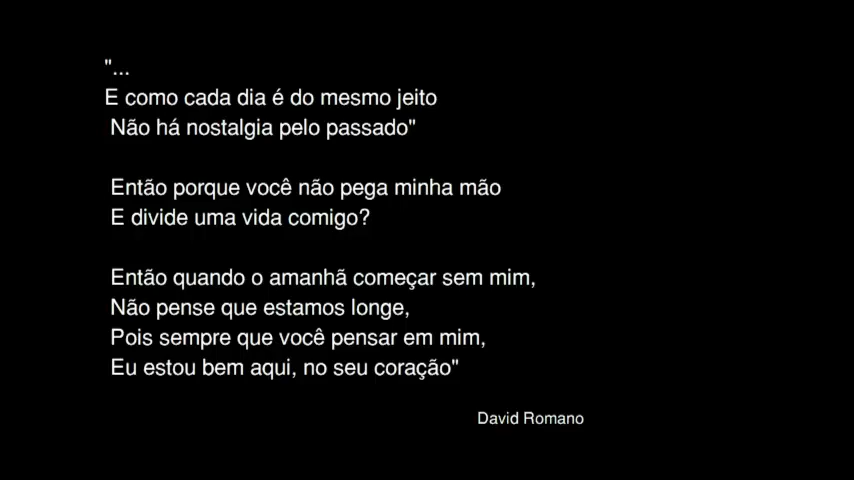 "...
E como cada dia é do mesmo jeito
Não há nostalgia pelo passado"
Então porque você não pega minha mão
E divide uma vida comigo?
Então quando o amanhã começar sem mim,
Não pense que estamos longe,
Pois sempre que você pensar em mim,
Eu estou bem aqui, no seu coração"
David Romano